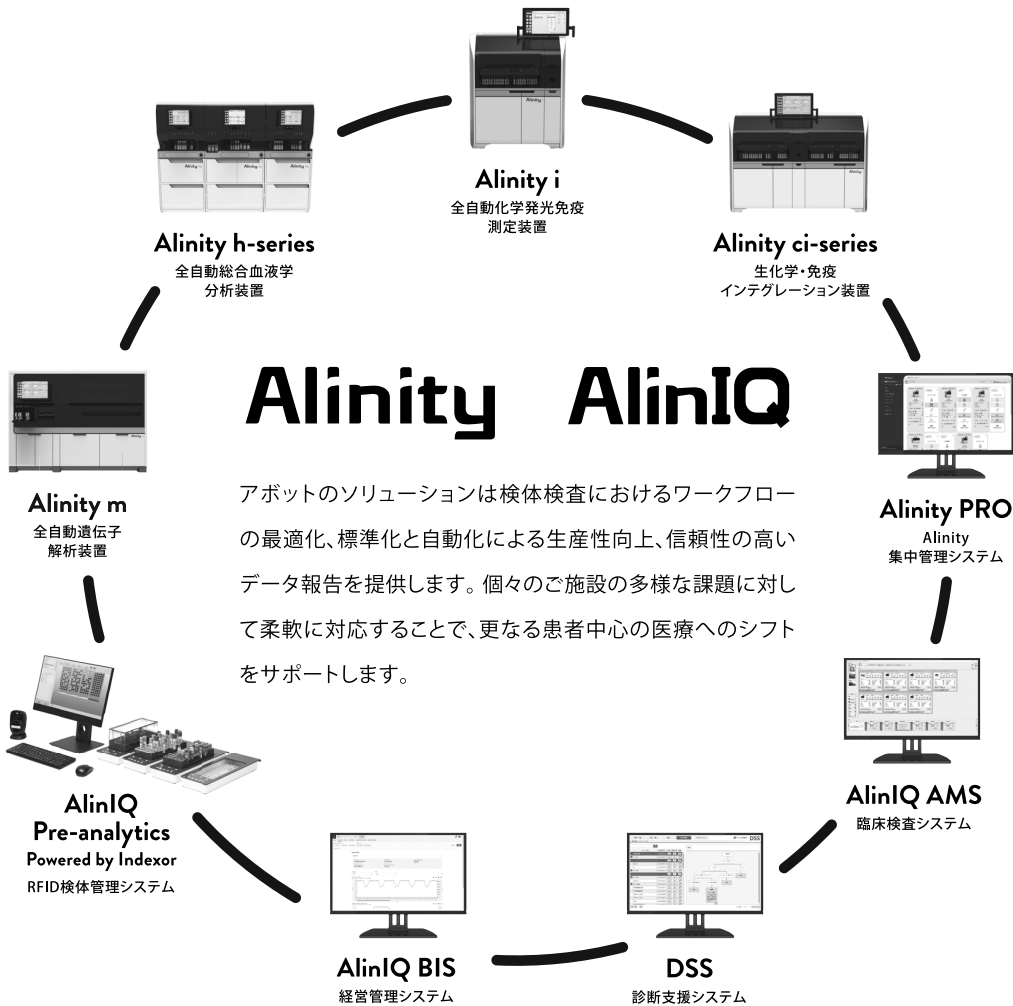 Alinity i
全自動化学発光免疫
測定装置
Alinity h-series
全自動総合血液学
分析装置
Alinity ci-series
生化学・免疫
インテグレーション装置
Alinity AlinIQ
アボットのソリューションは検体検査におけるワークフロー
の最適化、標準化と自動化による生産性向上、信頼性の高い
データ報告を提供します。個々のご施設の多様な課題に対し
て柔軟に対応することで、更なる患者中心の医療へのシフト
をサポートします。
Alinity m
全自動遺伝子
解析装置
Alinity PRO
Alinity
集中管理システム
AlinIQ
Pre-analytics
Powered by Indexor
RFID検体管理システム
AlinIQ AMS
臨床検査システム
AlinIQ BIS
経営管理システム
DSS
DSS
診断支援システム